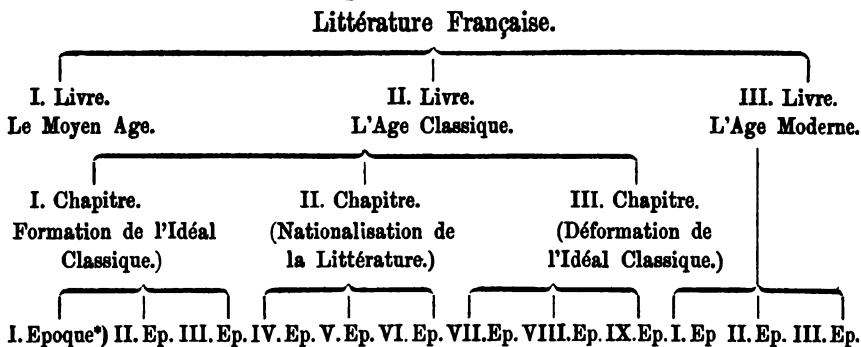 Littérature Française.
I. Livre. II. Livre. III. Livre.
Le Moyen Age. L'Age Classique. L'Age Moderne.
I. Chapitre. II. Chapitre. III. Chapitre.
Formation de l'Idéal (Nationalisation de (Déformation de
Classique.) la Littérature.) l'Idéal Classique.)
I. Epoque*) II. Ep. III. Ep. IV. Ep. V. Ep. VI. Ep. VII. Ep. VIII. Ep. IX. Ep. I. Ep II. Ep. III. Ep.